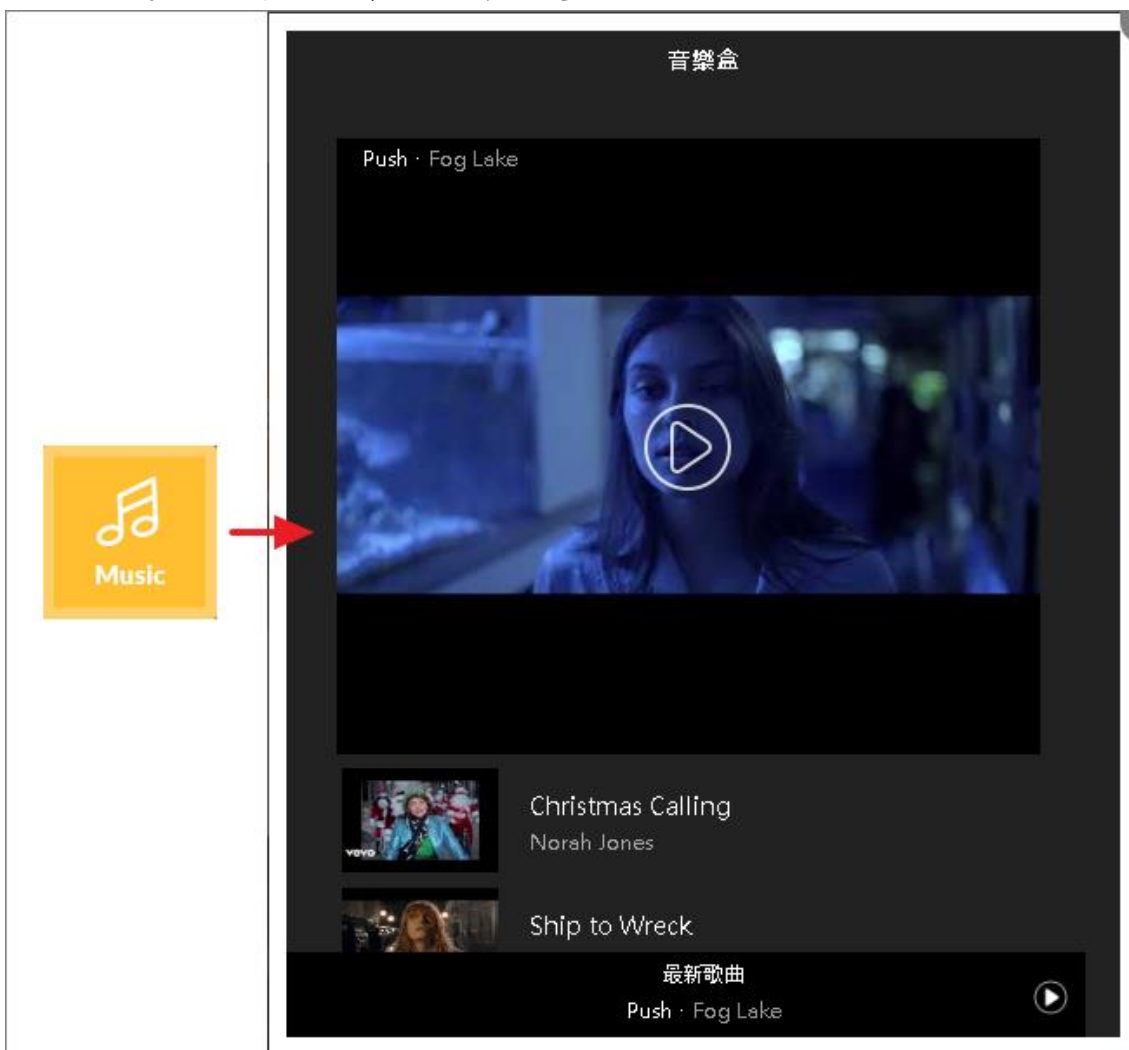 Music
音樂盒
Push · Fog Lake
vevo
Christmas Calling
Norah Jones
Ship to Wreck
最新歌曲
Push · Fog Lake